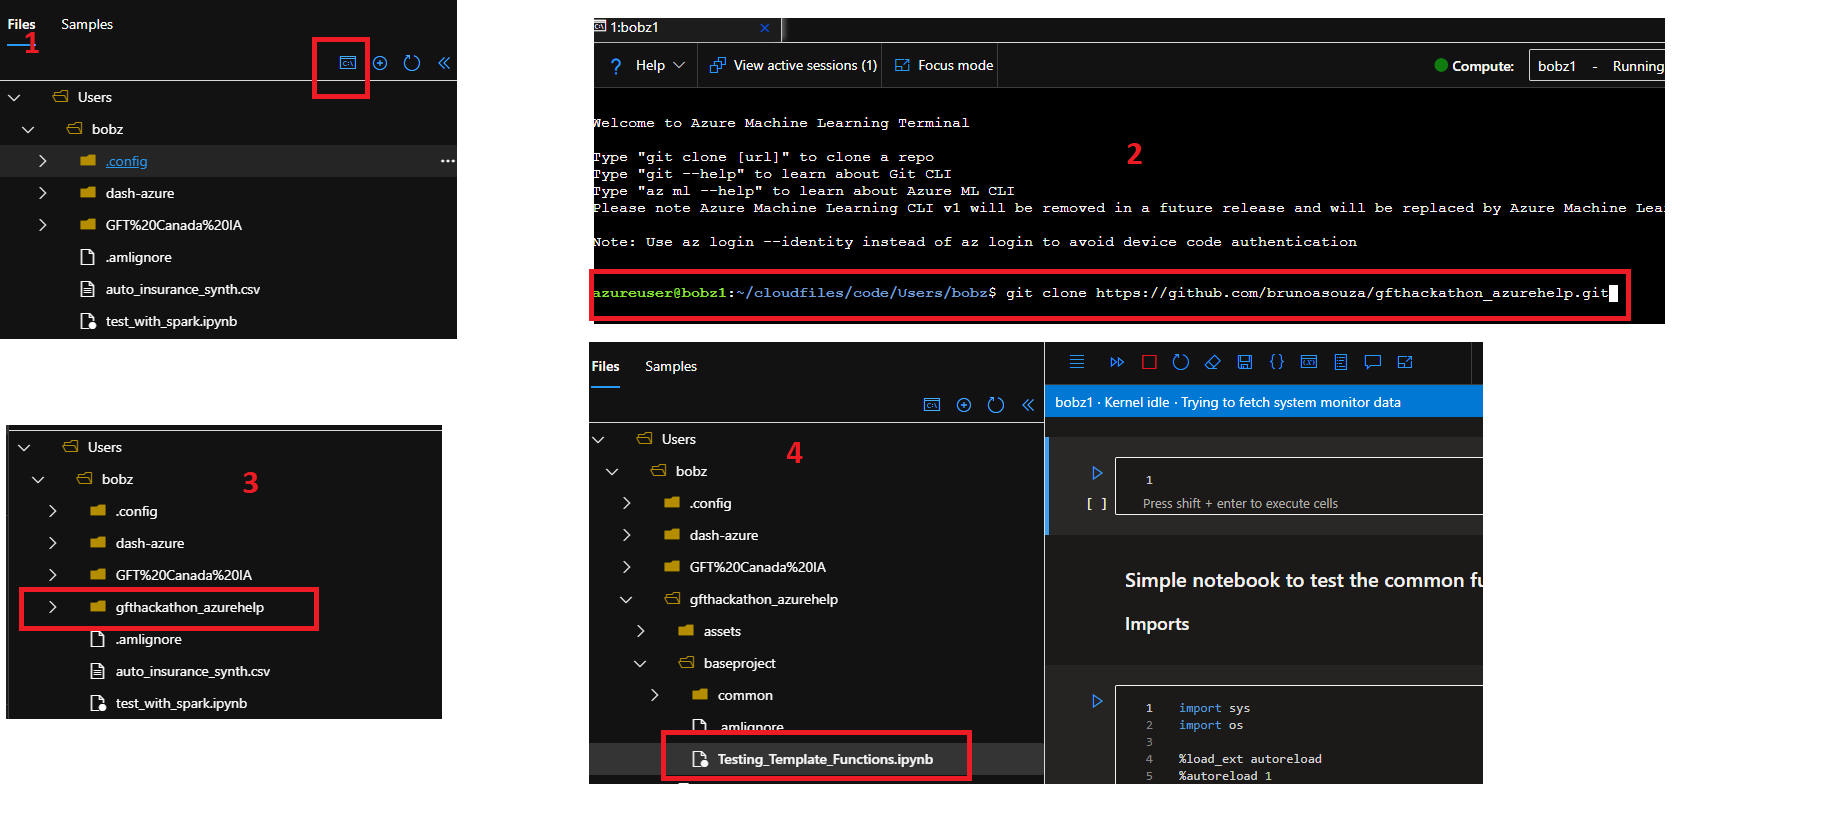 Files Samples
1
Users
bobz
.config
dash-azure
GFT%20Canada%20IA
.amlignore
auto_insurance_synth.csv
test_with_spark.ipynb
1:bobz1
? Help View active sessions (1) Focus mode Compute: bobz1 - Running
Welcome to Azure Machine Learning Terminal
2
Type "git clone [url]" to clone a repo
Type "git --help" to learn about Git CLI
Type "az ml --help" to learn about Azure ML CLI
Please note Azure Machine Learning CLI v1 will be removed in a future release and will be replaced by Azure Machine Lea
Note: Use az login --identity instead of az login to avoid device code authentication
azureuser@bobz1:~/cloudfiles/code/Users/bobz$ git clone https://github.com/brunoasouza/gfthackathon_azurehelp.git
Users
bobz
3
.config
dash-azure
GFT%20Canada%20IA
gfthackathon_azurehelp
.amlignore
auto_insurance_synth.csv
test_with_spark.ipynb
Files Samples
Users
4
bobz
.config
dash-azure
GFT%20Canada%20IA
gfthackathon_azurehelp
assets
baseproject
common
.amlignore
Testing_Template_Functions.ipynb
bobz1 · Kernel idle · Trying to fetch system monitor data
1
[ ] Press shift + enter to execute cells
Simple notebook to test the common fu
Imports
1 import sys
2 import os
3
4 %load_ext autoreload
5 %autoreload 1